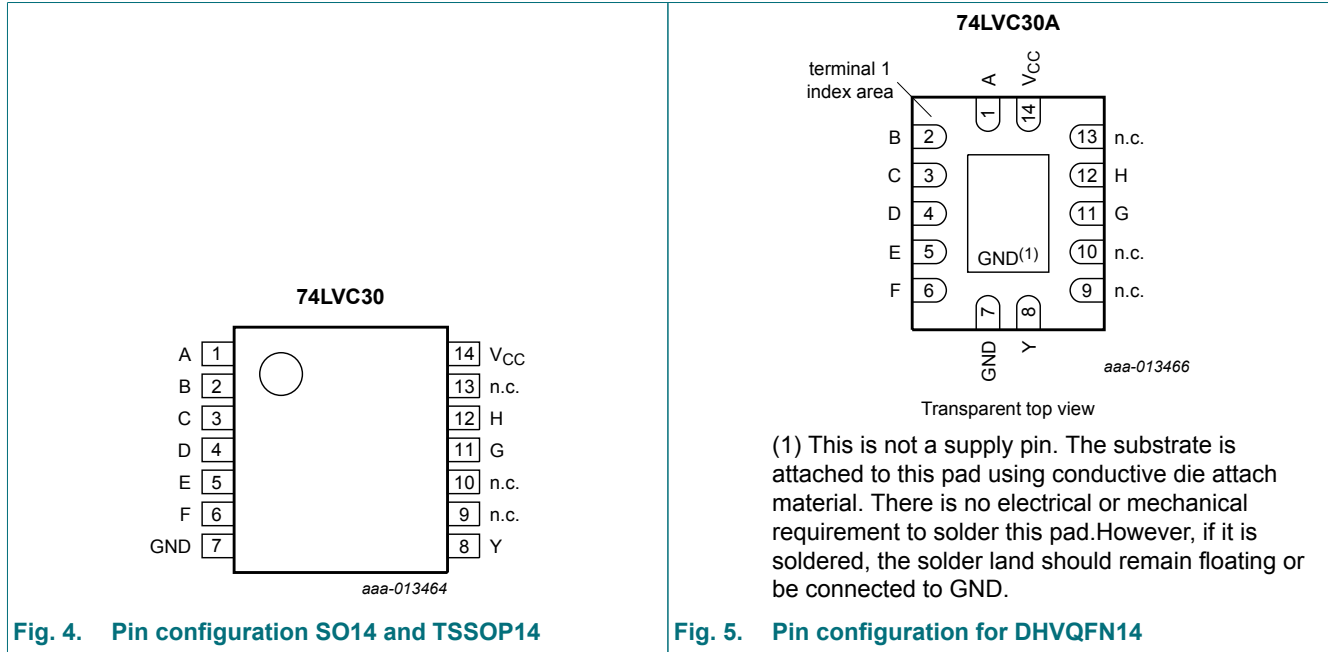 74LVC30
A 1
B 2
C 3
D 4
E 5
F 6
GND 7
14 VCC
13 n.c.
12 H
11 G
10 n.c.
9 n.c.
8 Y
aaa-013464
Fig. 4. Pin configuration SO14 and TSSOP14
74LVC30A
terminal 1
index area
A
VCC
1
14
B 2
C 3
D 4
E 5
F 6
13 n.c.
12 H
11 G
10 n.c.
9 n.c.
GND(1)
7
8
GND
Y
aaa-013466
Transparent top view
(1) This is not a supply pin. The substrate is
attached to this pad using conductive die attach
material. There is no electrical or mechanical
requirement to solder this pad.However, if it is
soldered, the solder land should remain floating or
be connected to GND.
Fig. 5. Pin configuration for DHVQFN14